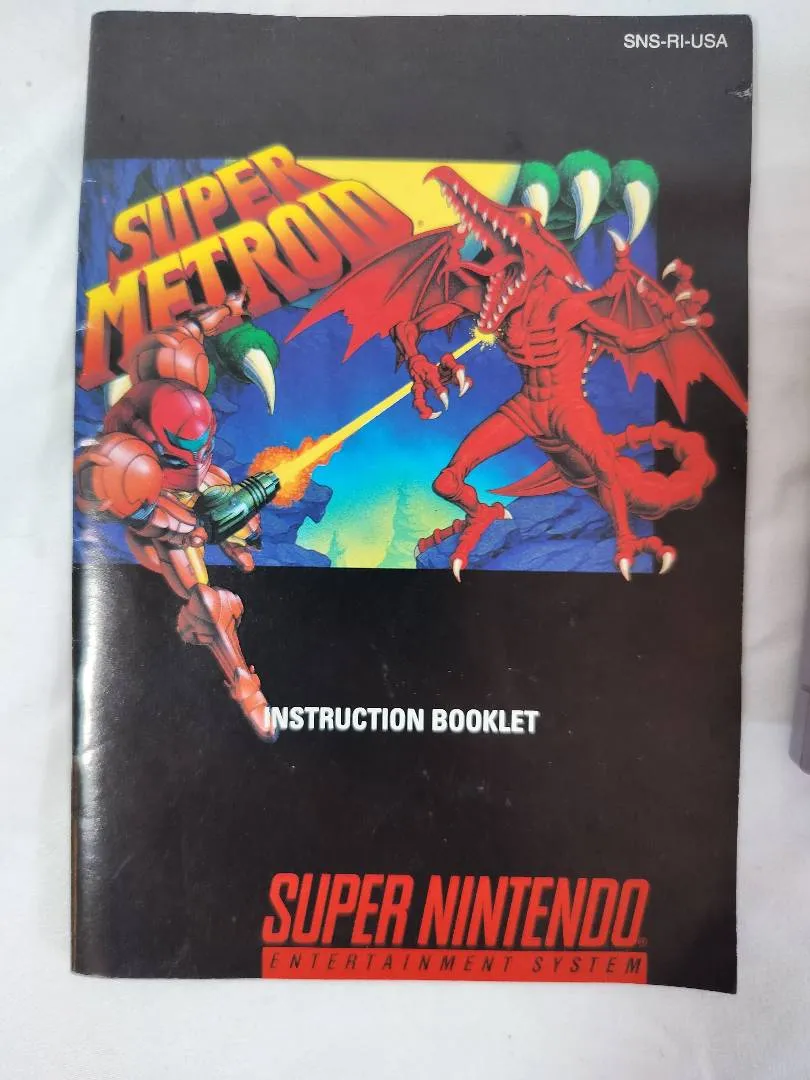 SNS-RI-USA
SUPER
METROID
INSTRUCTION BOOKLET
SUPER NINTENDO
ENTERTAINMENT SYSTEM